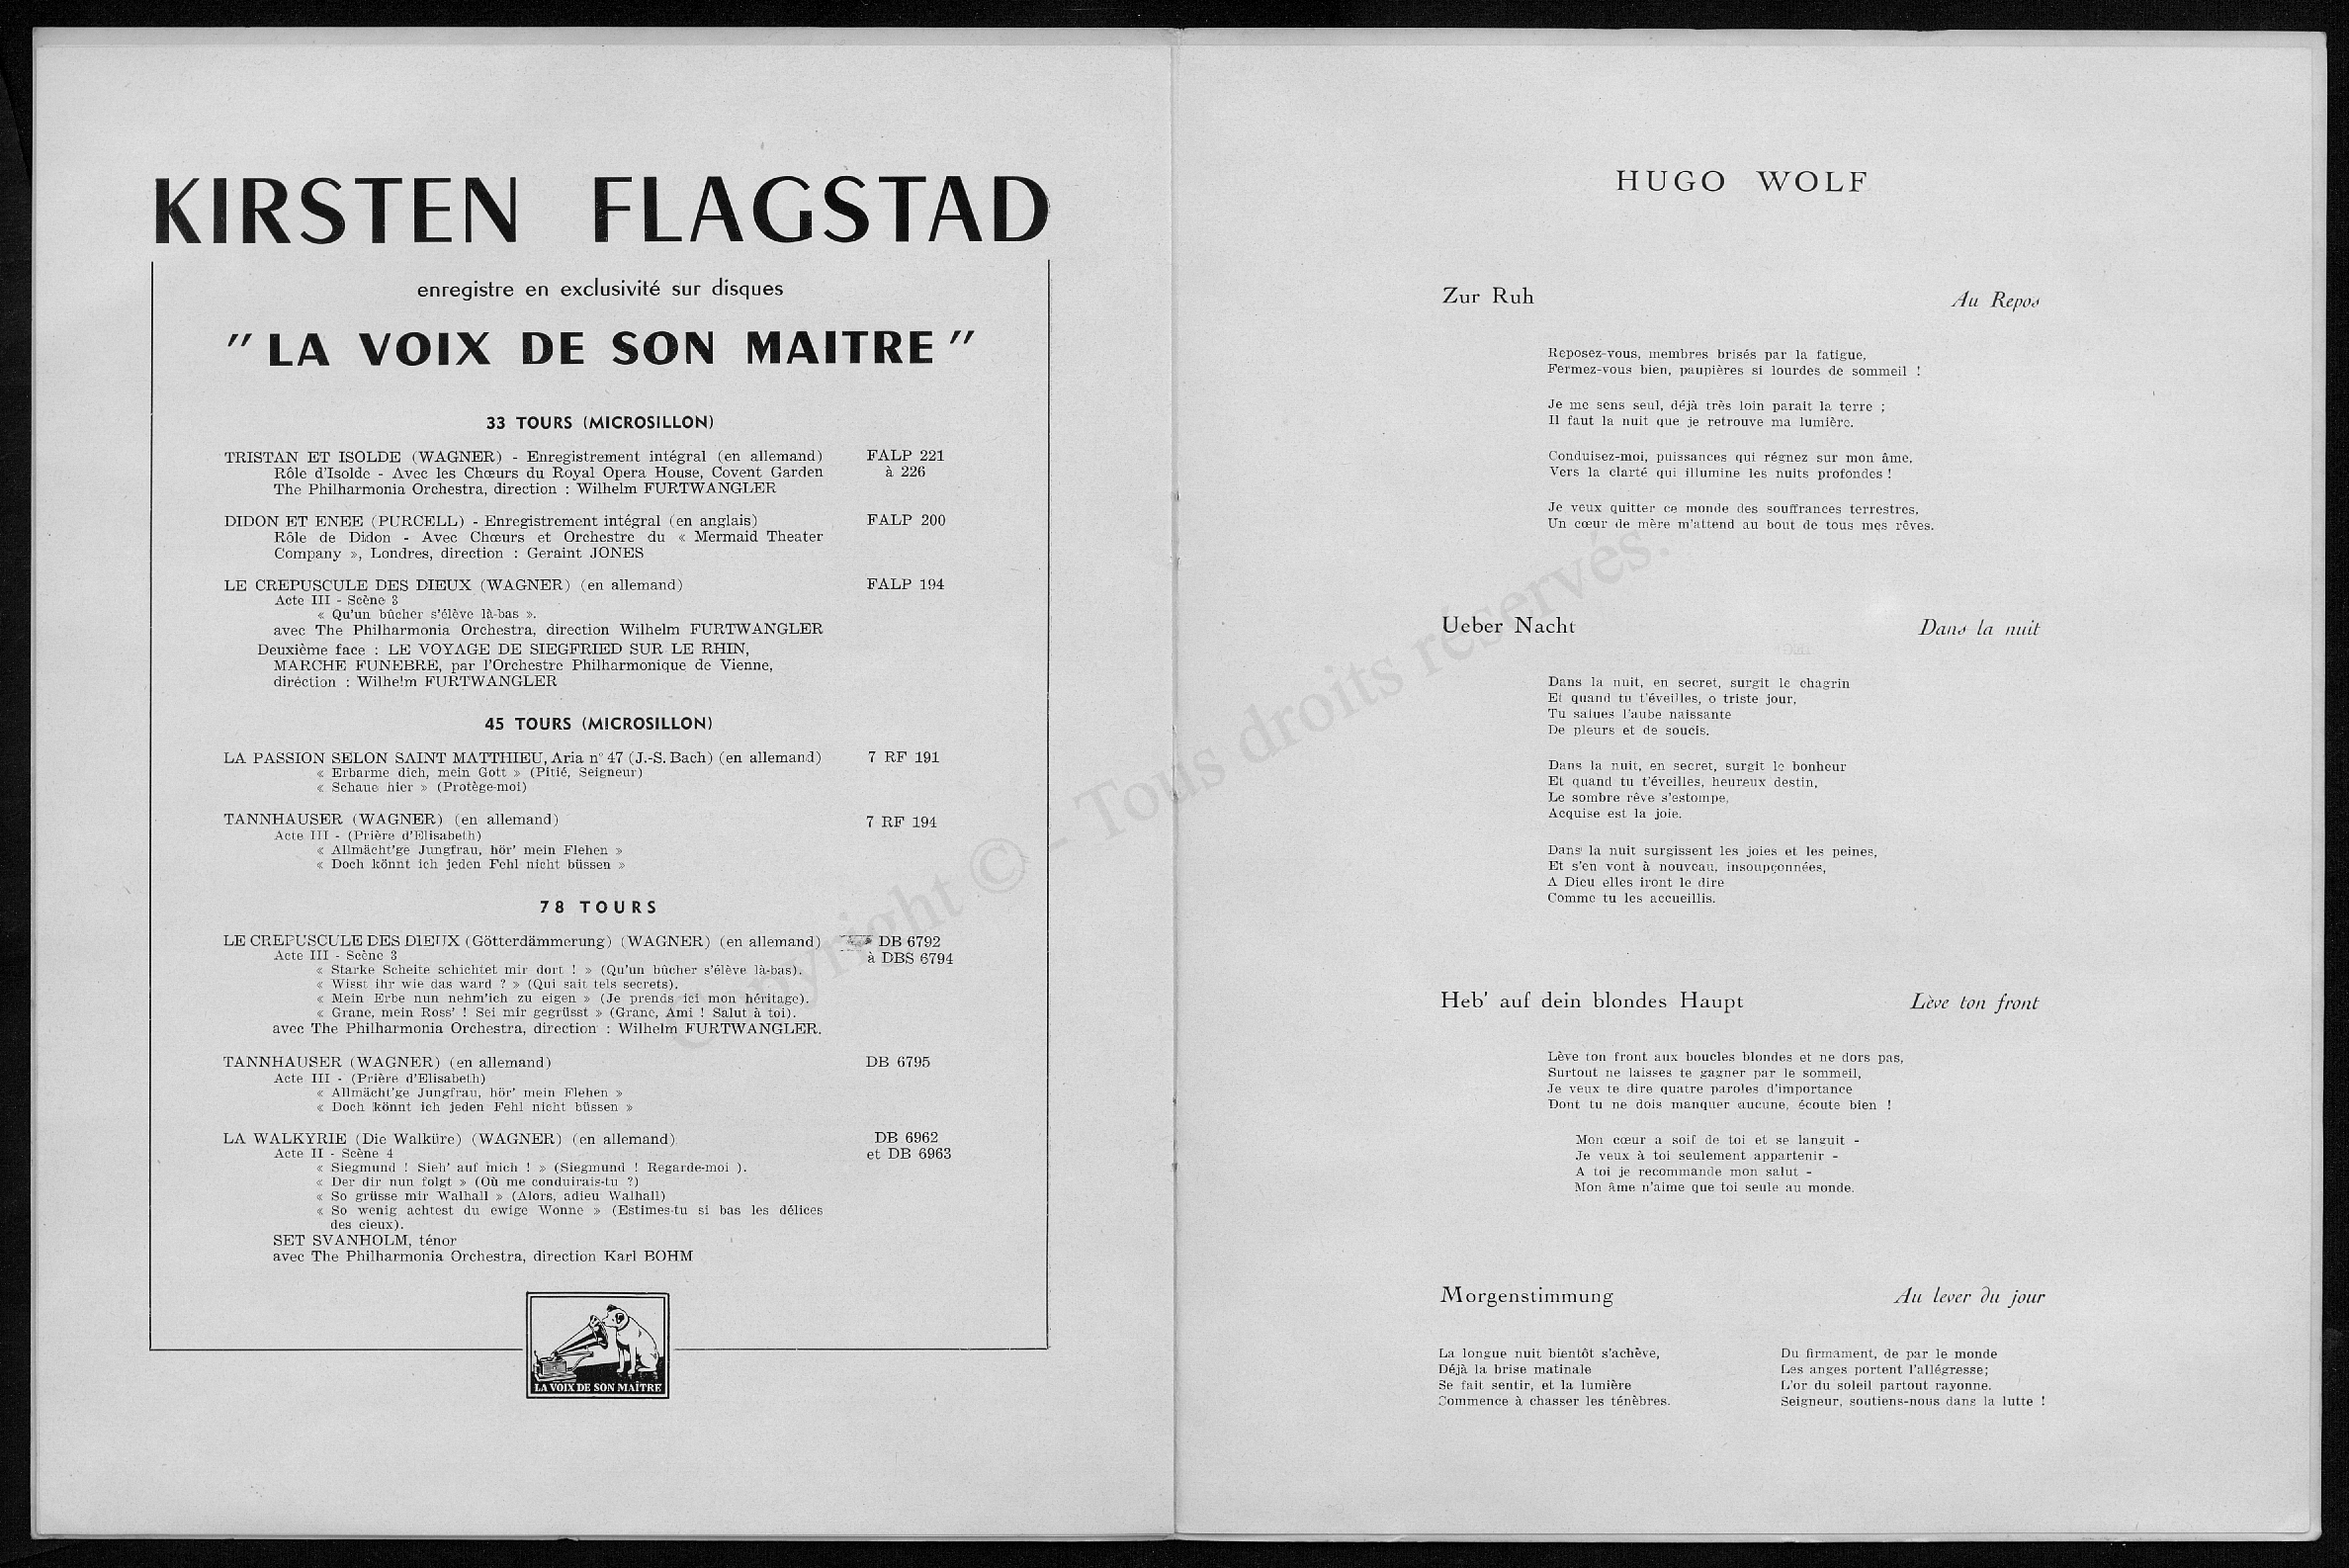 KIRSTEN FLAGSTAD
enregistre en exclusivité sur disques
" LA VOIX DE SON MAITRE "
33 TOURS (MICROSILLON)
TRISTAN ET ISOLDE (WAGNER) - Enregistrement intégral (en allemand) FALP 221
Rôle d'Isolde - Avec les Chœurs du Royal Opera House, Covent Garden à 226
The Philharmonia Orchestra, direction : Wilhelm FURTWANGLER
DIDON ET ENEE (PURCELL) - Enregistrement intégral (en anglais) FALP 200
Rôle de Didon - Avec Chœurs et Orchestre du « Mermaid Theater
Company », Londres, direction : Geraint JONES
LE CREPUSCULE DES DIEUX (WAGNER) (en allemand) FALP 194
Acte III - Scène 3
« Qu'un bûcher s'élève là-bas ».
avec The Philharmonia Orchestra, direction Wilhelm FURTWANGLER
Deuxième face : LE VOYAGE DE SIEGFRIED SUR LE RHIN,
MARCHE FUNEBRE, par l'Orchestre Philharmonique de Vienne,
diréction : Wilhelm FURTWANGLER
45 TOURS (MICROSILLON)
LA PASSION SELON SAINT MATTHIEU, Aria n° 47 (J.-S. Bach) (en allemand) 7 RF 191
« Erbarme dich, mein Gott » (Pitié, Seigneur)
« Schaue hier » (Protège-moi)
TANNHAUSER (WAGNER) (en allemand) 7 RF 194
Acte III - (Prière d'Elisabeth)
« Allmächt'ge Jungfrau, hör' mein Flehen »
« Doch könnt ich jeden Fehl nicht büssen »
78 TOURS
LE CREPUSCULE DES DIEUX (Götterdämmerung) (WAGNER) (en allemand) DB 6792
Acte III - Scène 3 à DBS 6794
« Starke Scheite schichtet mir dort ! » (Qu'un bûcher s'élève là-bas).
« Wisst ihr wie das ward ? » (Qui sait tels secrets).
« Mein Erbe nun nehm'ich zu eigen » (Je prends ici mon héritage).
« Grane, mein Ross' ! Sei mir gegrüsst » (Grane, Ami ! Salut à toi).
avec The Philharmonia Orchestra, direction : Wilhelm FURTWANGLER.
TANNHAUSER (WAGNER) (en allemand) DB 6795
Acte III - (Prière d'Elisabeth)
« Allmächt'ge Jungfrau, hör' mein Flehen »
« Doch könnt ich jeden Fehl nicht büssen »
LA WALKYRIE (Die Walküre) (WAGNER) (en allemand) DB 6962
Acte II - Scène 4 et DB 6963
« Siegmund ! Sieh' auf mich ! » (Siegmund ! Regarde-moi ).
« Der dir nun folgt » (Où me conduirais-tu ?)
« So grüsse mir Walhall » (Alors, adieu Walhall)
« So wenig achtest du ewige Wonne » (Estimes-tu si bas les délices
des cieux).
SET SVANHOLM, ténor
avec The Philharmonia Orchestra, direction Karl BOHM
LA VOIX DE SON MAÎTRE
HUGO WOLF
Zur Ruh Au Repos
Reposez-vous, membres brisés par la fatigue,
Fermez-vous bien, paupières si lourdes de sommeil !
Je me sens seul, déjà très loin parait la terre ;
Il faut la nuit que je retrouve ma lumière.
Conduisez-moi, puissances qui régnez sur mon âme,
Vers la clarté qui illumine les nuits profondes !
Je veux quitter ce monde des souffrances terrestres,
Un cœur de mère m'attend au bout de tous mes rêves.
Ueber Nacht Dans la nuit
Dans la nuit, en secret, surgit le chagrin
Et quand tu t'éveilles, o triste jour,
Tu salues l'aube naissante
De pleurs et de soucis.
Dans la nuit, en secret, surgit le bonheur
Et quand tu t'éveilles, heureux destin,
Le sombre rêve s'estompe,
Acquise est la joie.
Dans la nuit surgissent les joies et les peines,
Et s'en vont à nouveau, insoupçonnées,
A Dieu elles iront le dire
Comme tu les accueillis.
Heb' auf dein blondes Haupt Lève ton front
Lève ton front aux boucles blondes et ne dors pas,
Surtout ne laisses te gagner par le sommeil,
Je veux te dire quatre paroles d'importance
Dont tu ne dois manquer aucune, écoute bien !
Mon cœur a soif de toi et se languit -
Je veux à toi seulement appartenir -
A toi je recommande mon salut -
Mon âme n'aime que toi seule au monde.
Morgenstimmung Au lever du jour
La longue nuit bientôt s'achève,
Déjà la brise matinale
Se fait sentir, et la lumière
Commence à chasser les ténèbres.
Du firmament, de par le monde
Les anges portent l'allégresse;
L'or du soleil partout rayonne.
Seigneur, soutiens-nous dans la lutte !
Copyright © - Tous droits réservés.